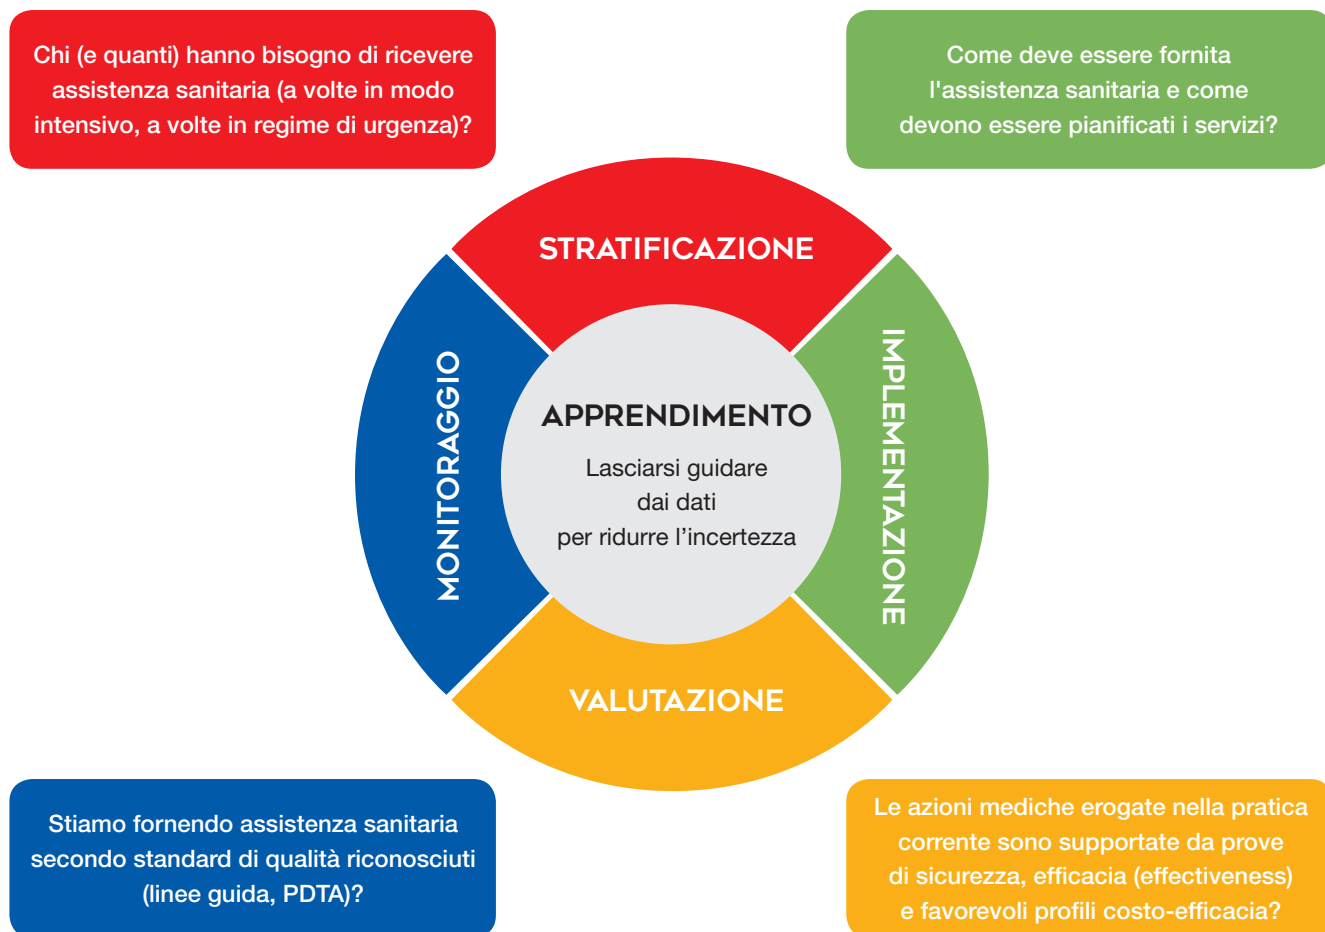 Chi (e quanti) hanno bisogno di ricevere
assistenza sanitaria (a volte in modo
intensivo, a volte in regime di urgenza)?
Come deve essere fornita
l'assistenza sanitaria e come
devono essere pianificati i servizi?
STRATIFICAZIONE
MONITORAGGIO
APPRENDIMENTO
Lasciarsi guidare
dai dati
per ridurre l’incertezza
IMPLEMENTAZIONE
VALUTAZIONE
Stiamo fornendo assistenza sanitaria
secondo standard di qualità riconosciuti
(linee guida, PDTA)?
Le azioni mediche erogate nella pratica
corrente sono supportate da prove
di sicurezza, efficacia (effectiveness)
e favorevoli profili costo-efficacia?